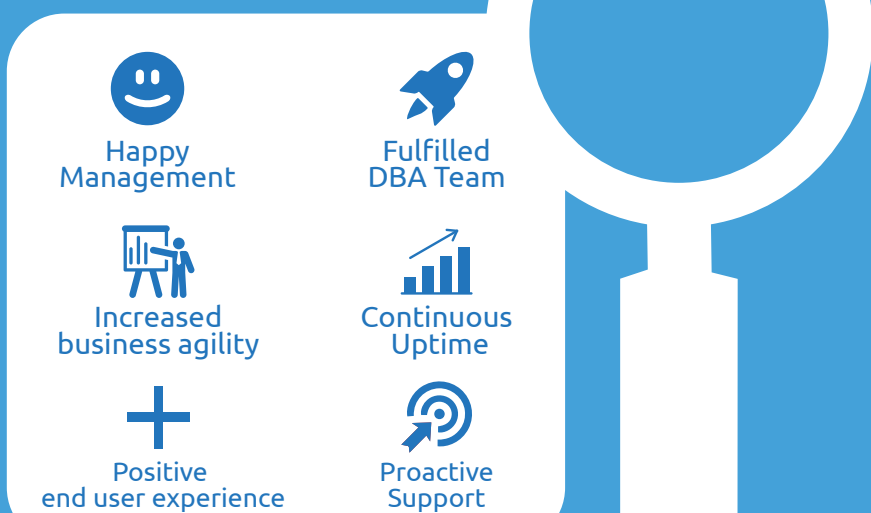 Happy
Management
Fulfilled
DBA Team
Increased
business agility
Continuous
Uptime
Positive
end user experience
Proactive
Support